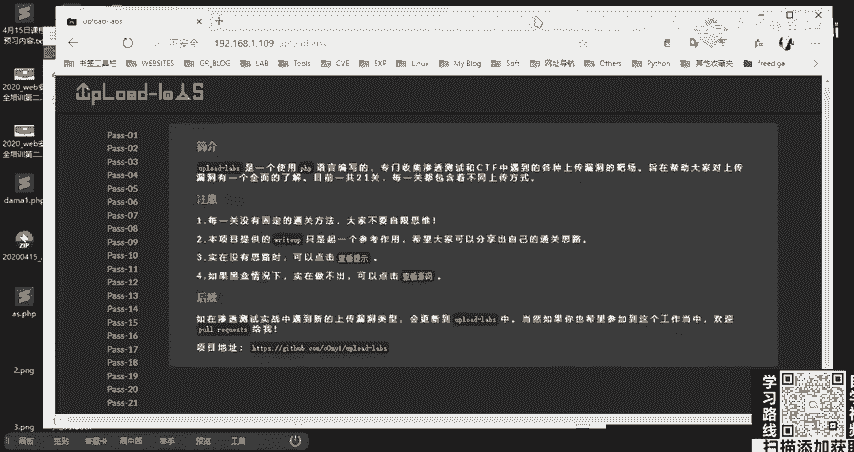 4月15日课程
预习内容.tx
upload-labs
192.168.1.109
书签工具栏
WEBSITES
LAB
Tools
CVE
EXP
Linux
My Blog
Soft
网址导航
Others
Python
其他收藏夹
UpLoad-labS
Pass-01
Pass-02
Pass-03
Pass-04
Pass-05
Pass-06
Pass-07
Pass-08
Pass-09
Pass-10
Pass-11
Pass-12
Pass-13
Pass-14
Pass-15
Pass-16
Pass-17
Pass-18
Pass-19
Pass-20
Pass-21
简介
upload-labs 是一个使用 php 语言编写的，专门收集渗透测试和CTF中遇到的各种上传漏洞的靶场。旨在帮助大家对上传
漏洞有一个全面的了解。目前一共21关，每一关都包含着不同上传方式。
注意
1.每一关没有固定的通关方法，大家不要自限思维！
2.本项目提供的 writeup 只是起一个参考作用，希望大家可以分享出自己的通关思路。
3.实在没有思路时，可以点击 查看提示 。
4.如果黑盒情况下，实在做不出，可以点击 查看源码 。
后续
如在渗透测试实战中遇到新的上传漏洞类型，会更新到 upload-labs 中。当然如果你也希望参加到这个工作当中，欢迎
pull requests 给我！
项目地址： https://github.com/c0ny1/upload-labs
2020_web安
全培训第二
2020_web安
全培训第二
dama1.php
ZIP
20200415_
as.php
2.png
3.png
画板
举手
预览
工具
学习路线
自学视频
扫描添加获取